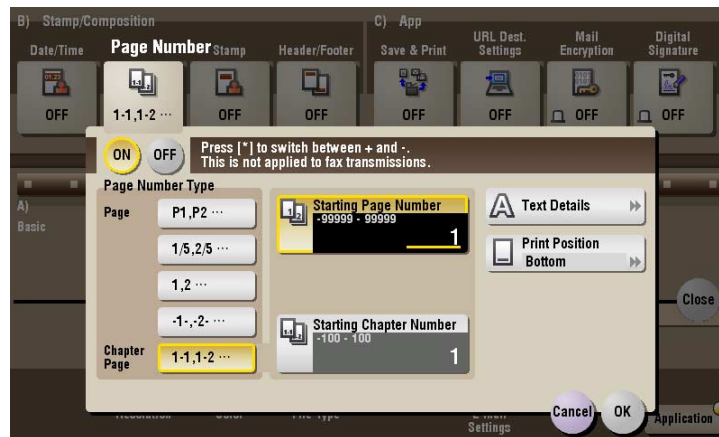 B) Stamp/Composition
C) App
Date/Time
Page Number
Stamp
Header/Footer
Save & Print
URL Dest.
Settings
Mail
Encryption
Digital
Signature
OFF
1-1,1-2 ···
OFF
OFF
OFF
OFF
OFF
OFF
ON
OFF
Press [*] to switch between + and -.
This is not applied to fax transmissions.
A)
Basic
Page Number Type
Page
P1,P2 ···
1/5,2/5 ···
1,2 ···
-1-,-2- ···
Chapter
Page
1-1,1-2 ···
Starting Page Number
-99999 - 99999
1
Starting Chapter Number
-100 - 100
1
Text Details
Print Position
Bottom
Close
Cancel
OK
Settings
Application